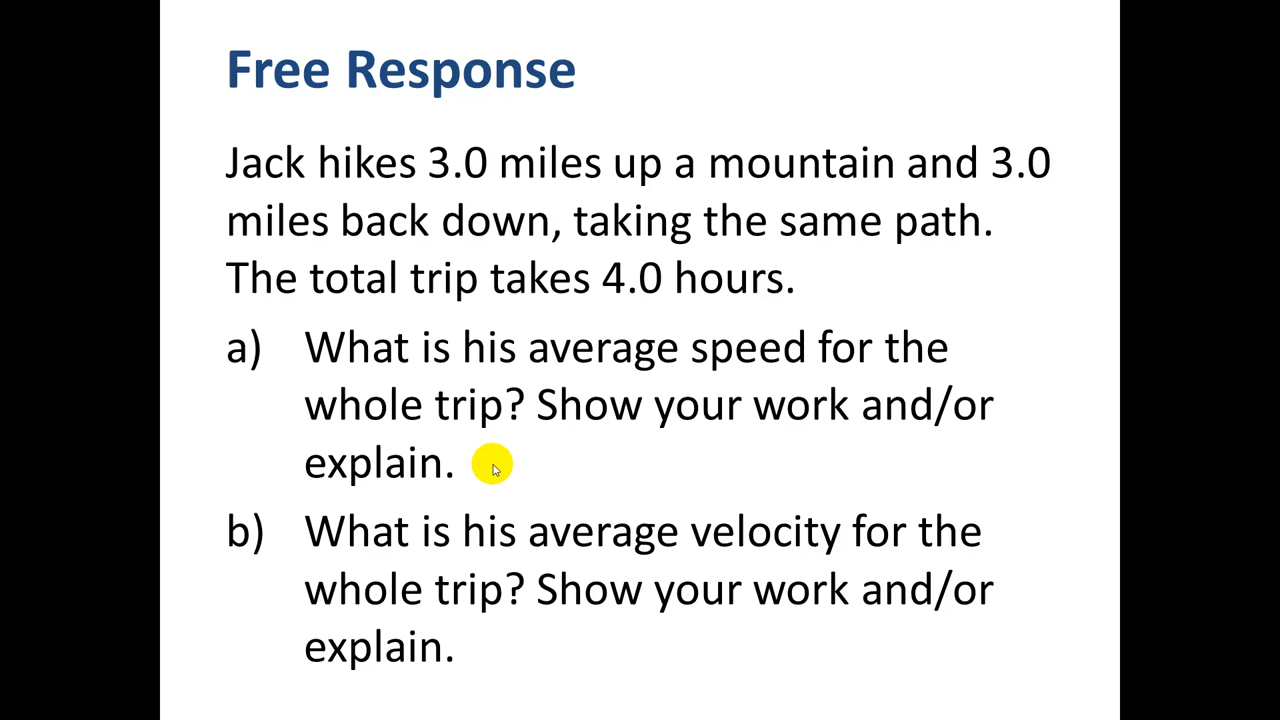 Free Response
Jack hikes 3.0 miles up a mountain and 3.0
miles back down, taking the same path.
The total trip takes 4.0 hours.
a) What is his average speed for the
whole trip? Show your work and/or
explain.
b) What is his average velocity for the
whole trip? Show your work and/or
explain.